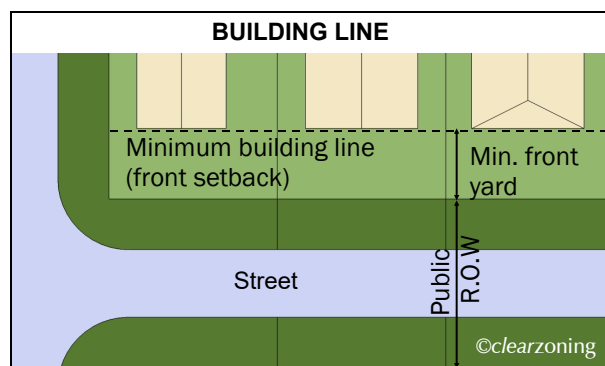 BUILDING LINE
Minimum building line
(front setback)
Min. front
yard
Street
Public
R.O.W
©clearzoning